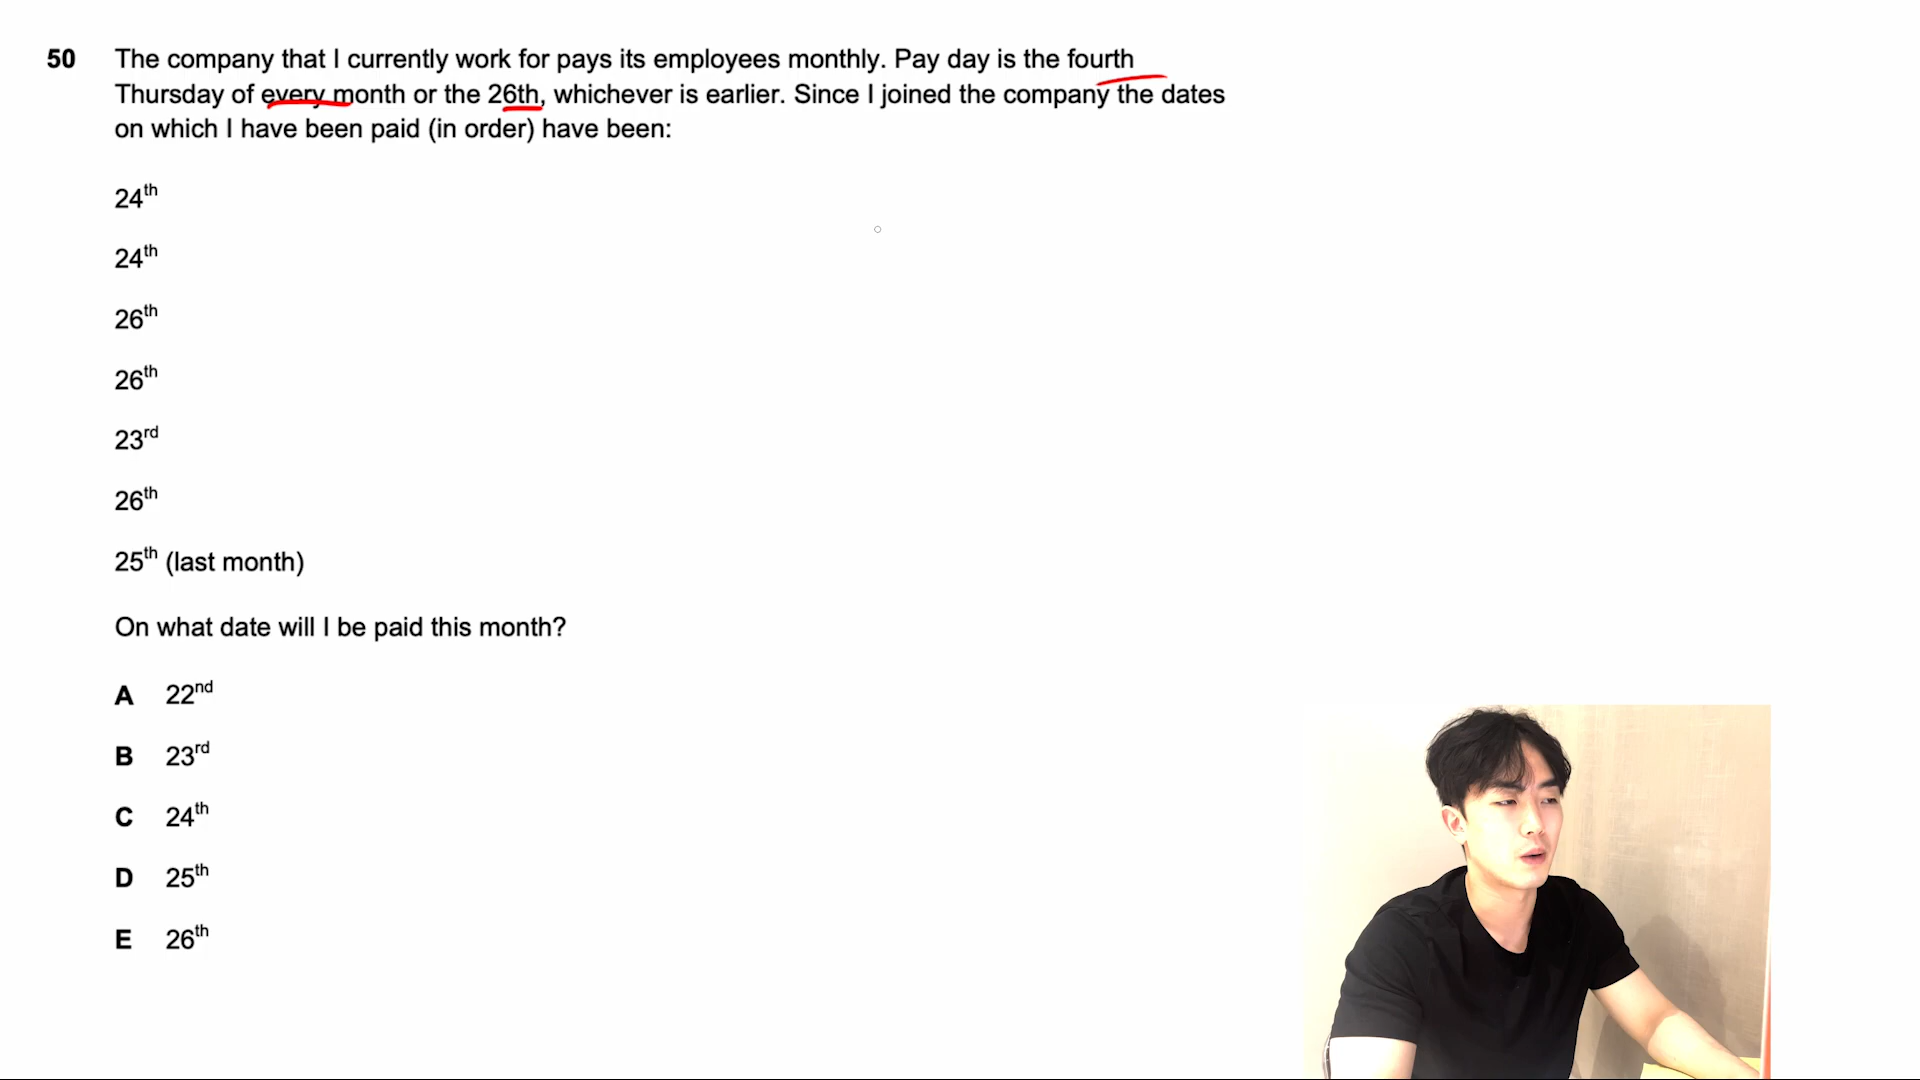 50 The company that I currently work for pays its employees monthly. Pay day is the fourth
Thursday of every month or the 26th, whichever is earlier. Since I joined the company the dates
on which I have been paid (in order) have been:
24th
24th
26th
26th
23rd
26th
25th (last month)
On what date will I be paid this month?
A 22nd
B 23rd
C 24th
D 25th
E 26th